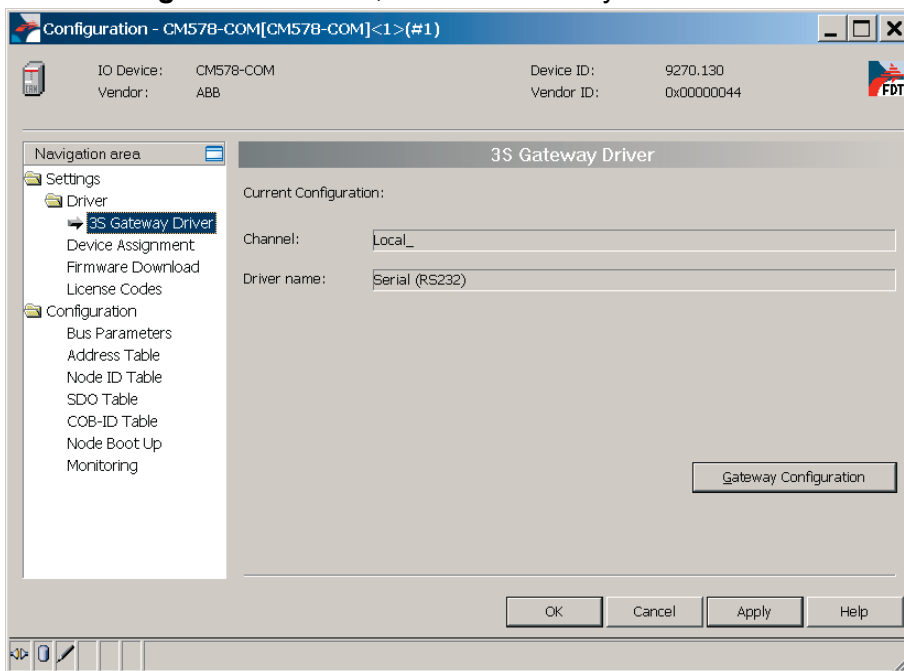 Configuration - CM578-COM[CM578-COM]<1>(#1)
IO Device: CM578-COM Device ID: 9270.130
Vendor: ABB Vendor ID: 0x00000044
FDT
Navigation area
3S Gateway Driver
Settings
Driver
3S Gateway Driver
Device Assignment
Firmware Download
License Codes
Configuration
Bus Parameters
Address Table
Node ID Table
SDO Table
COB-ID Table
Node Boot Up
Monitoring
Current Configuration:
Channel: Local_
Driver name: Serial (RS232)
Gateway Configuration
OK Cancel Apply Help